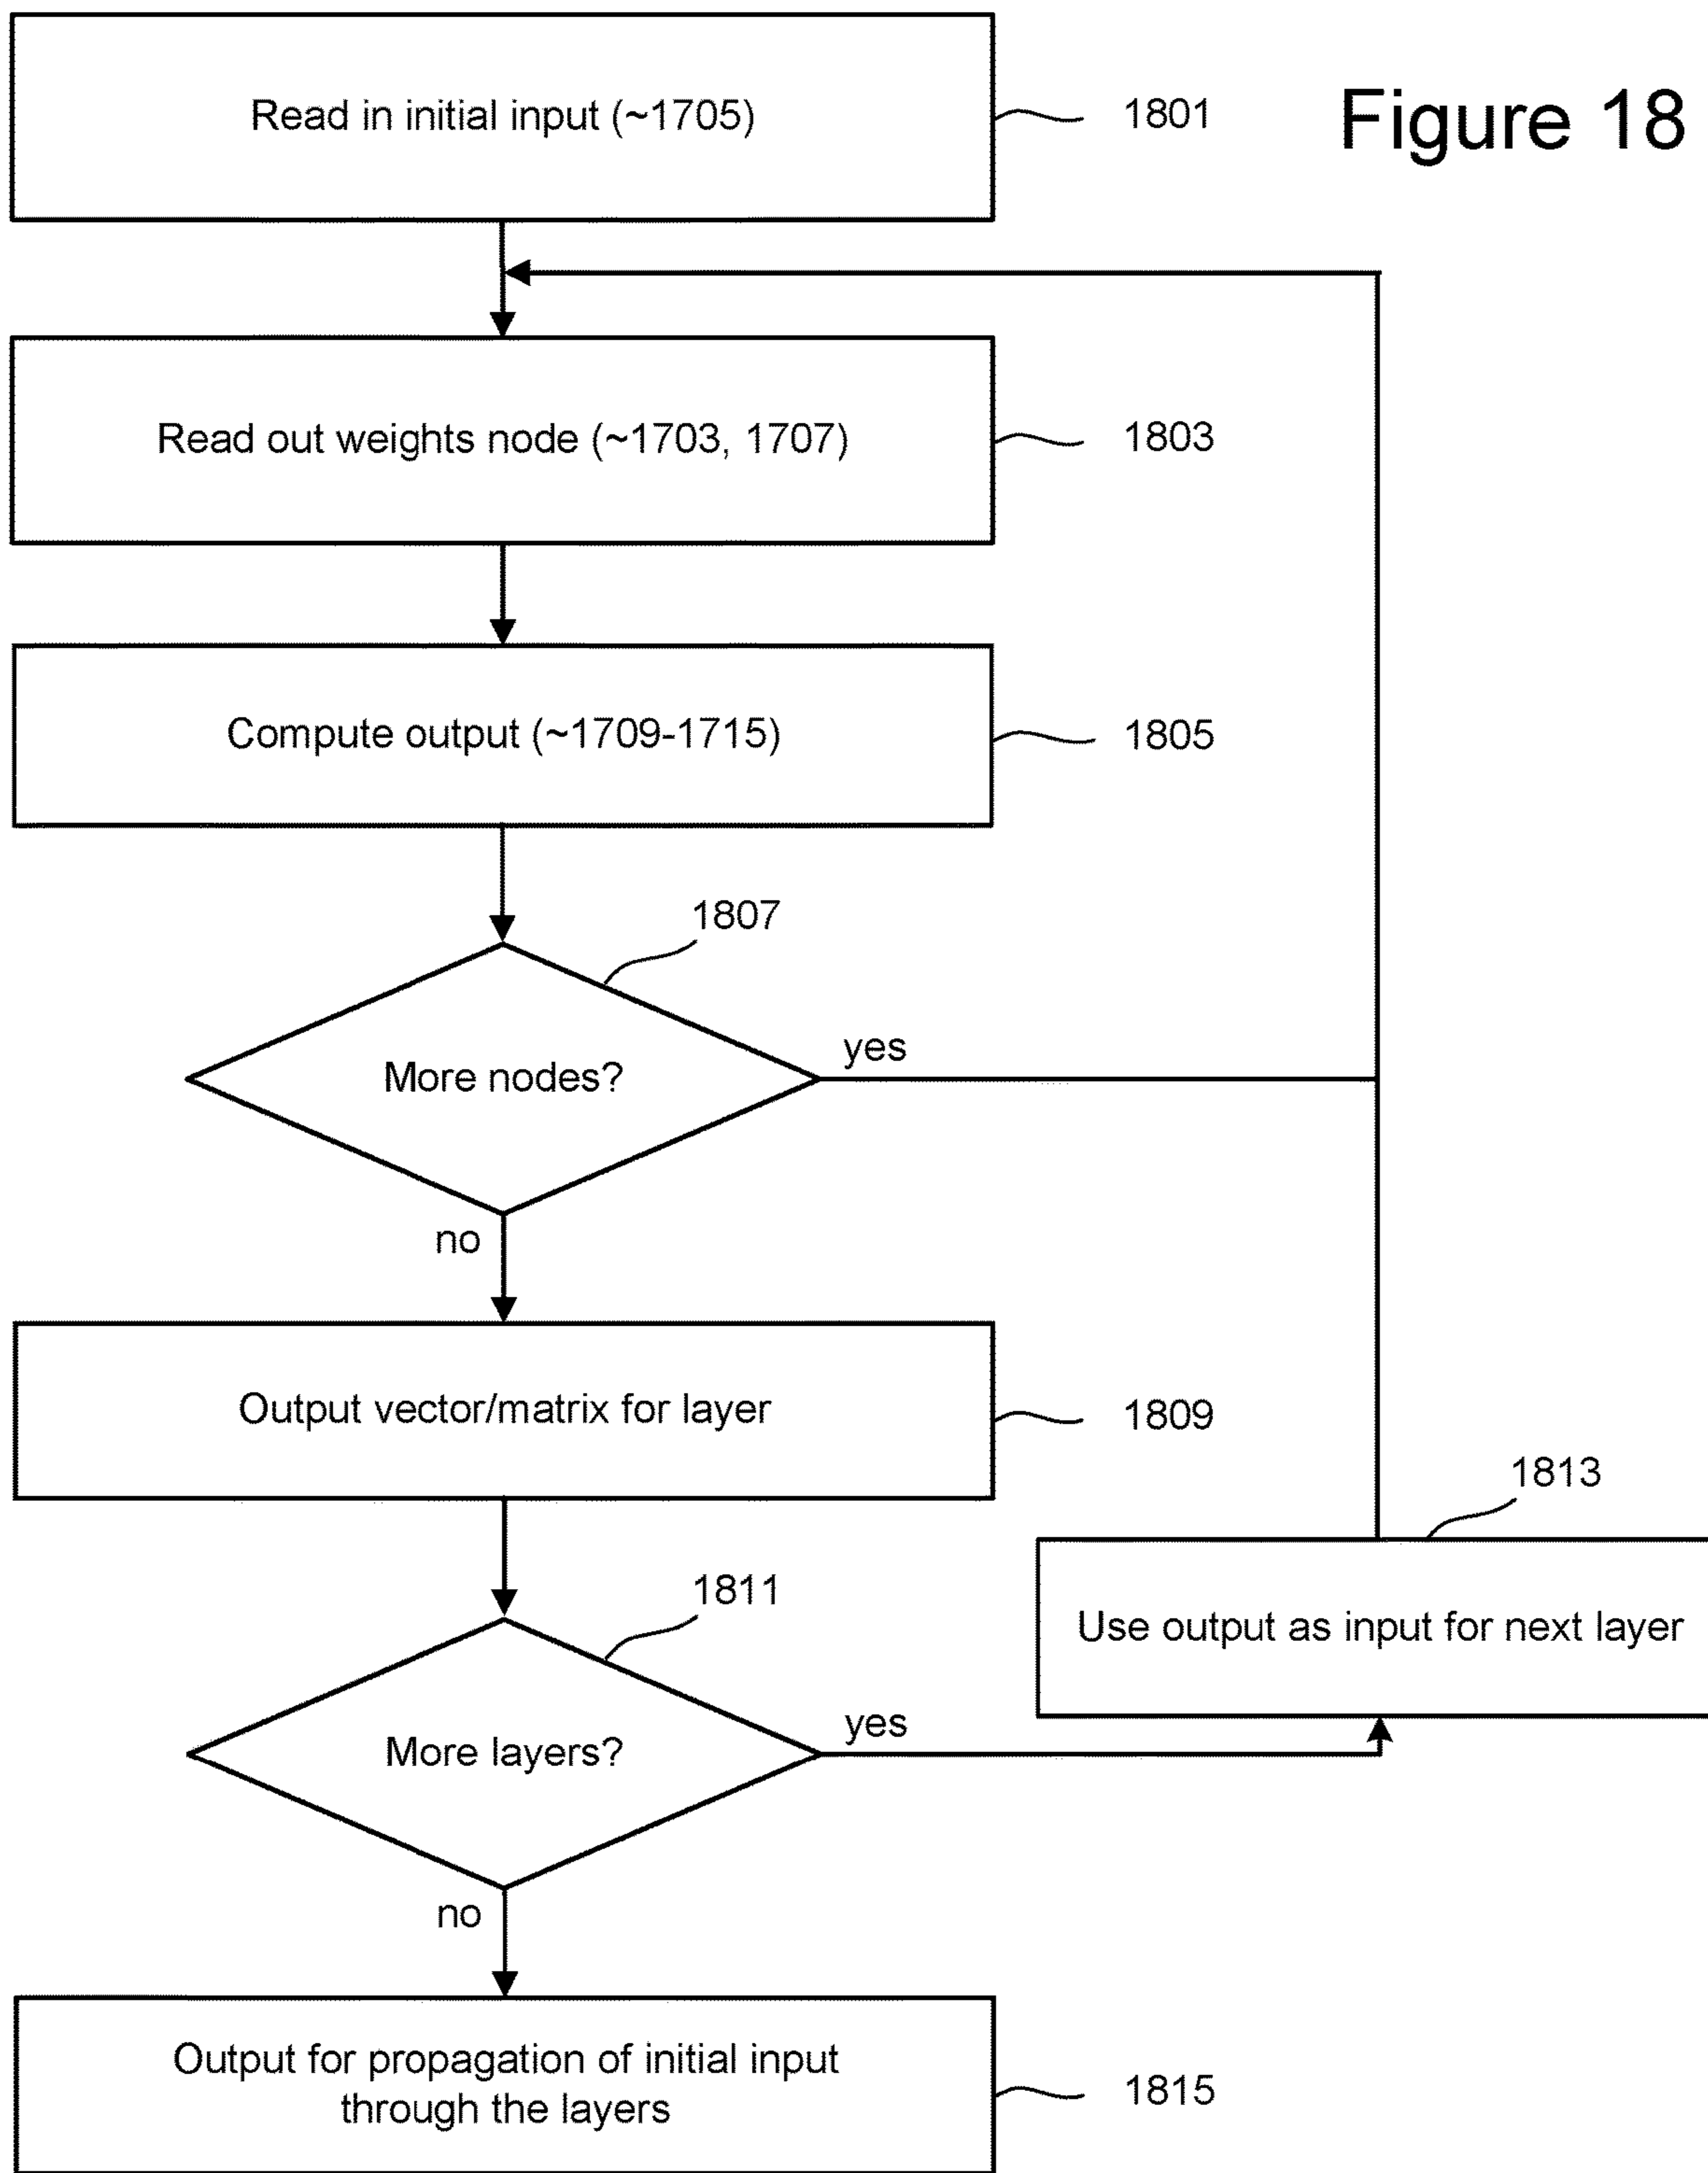 Figure 18
Read in initial input (~1705)
1801
Read out weights node (~1703, 1707)
1803
Compute output (~1709-1715)
1805
1807
More nodes?
yes
no
Output vector/matrix for layer
1809
1813
Use output as input for next layer
1811
More layers?
yes
no
Output for propagation of initial input
through the layers
1815